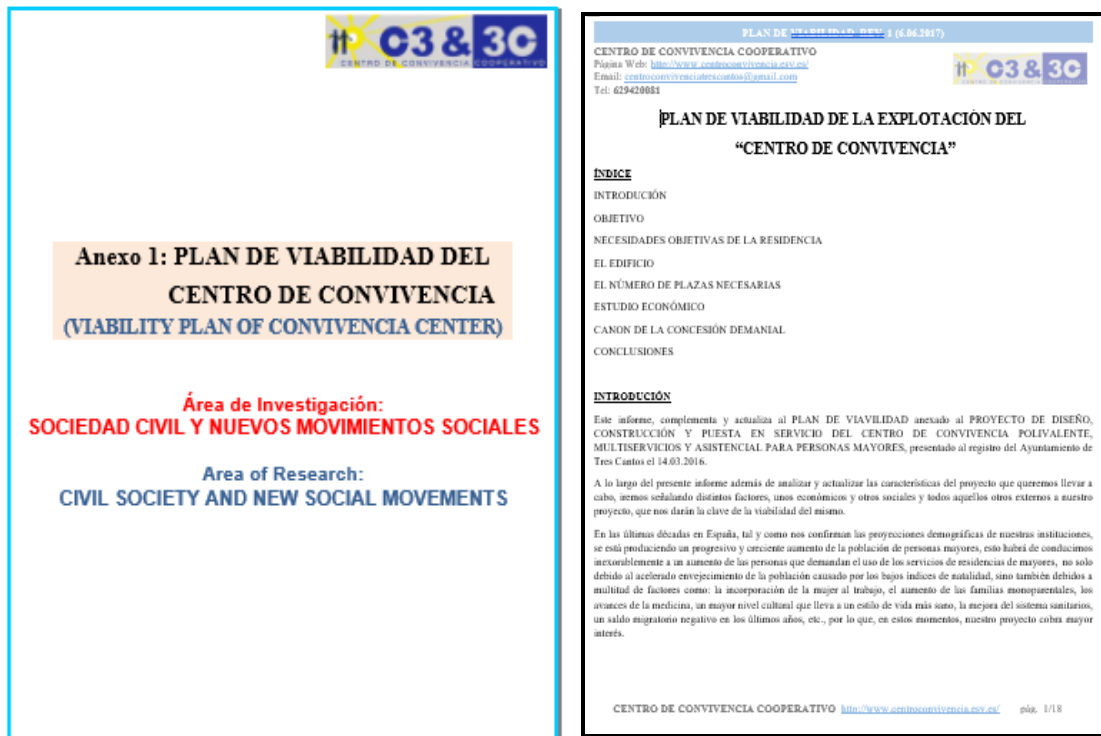 C3 & 3C
CENTRO DE CONVIVENCIA COOPERATIVO
Anexo 1: PLAN DE VIABILIDAD DEL
CENTRO DE CONVIVENCIA
(VIABILITY PLAN OF CONVIVENCIA CENTER)
Área de Investigación:
SOCIEDAD CIVIL Y NUEVOS MOVIMIENTOS SOCIALES
Area of Research:
CIVIL SOCIETY AND NEW SOCIAL MOVEMENTS
PLAN DE VIABILIDAD REV. 1 (6.06.2017)
CENTRO DE CONVIVENCIA COOPERATIVO
Página Web: http://www.centroconvivencia.esy.es/
Email: centroconvivenciatrescantos@gmail.com
Tel: 629420081
C3 & 3C
CENTRO DE CONVIVENCIA COOPERATIVO
PLAN DE VIABILIDAD DE LA EXPLOTACIÓN DEL
“CENTRO DE CONVIVENCIA”
ÍNDICE
INTRODUCIÓN
OBJETIVO
NECESIDADES OBJETIVAS DE LA RESIDENCIA
EL EDIFICIO
EL NÚMERO DE PLAZAS NECESARIAS
ESTUDIO ECONÓMICO
CANON DE LA CONCESIÓN DEMANIAL
CONCLUSIONES
INTRODUCIÓN
Este informe, complementa y actualiza al PLAN DE VIAVILIDAD anexado al PROYECTO DE DISEÑO,
CONSTRUCCIÓN Y PUESTA EN SERVICIO DEL CENTRO DE CONVIVENCIA POLIVALENTE,
MULTISERVICIOS Y ASISTENCIAL PARA PERSONAS MAYORES, presentado al registro del Ayuntamiento de
Tres Cantos el 14.03.2016.
A lo largo del presente informe además de analizar y actualizar las características del proyecto que queremos llevar a
cabo, iremos señalando distintos factores, unos económicos y otros sociales y todos aquellos otros externos a nuestro
proyecto, que nos darán la clave de la viabilidad del mismo.
En las últimas décadas en España, tal y como nos confirman las proyecciones demográficas de nuestras instituciones,
se está produciendo un progresivo y creciente aumento de la población de personas mayores, esto habrá de conducirnos
inexorablemente a un aumento de las personas que demandan el uso de los servicios de residencias de mayores, no solo
debido al acelerado envejecimiento de la población causado por los bajos índices de natalidad, sino también debidos a
multitud de factores como: la incorporación de la mujer al trabajo, el aumento de las familias monoparentales, los
avances de la medicina, un mayor nivel cultural que lleva a un estilo de vida más sano, la mejora del sistema sanitarios,
un saldo migratorio negativo en los últimos años, etc., por lo que, en estos momentos, nuestro proyecto cobra mayor
interés.
CENTRO DE CONVIVENCIA COOPERATIVO http://www.centroconvivencia.esy.es/ pág. 1/18